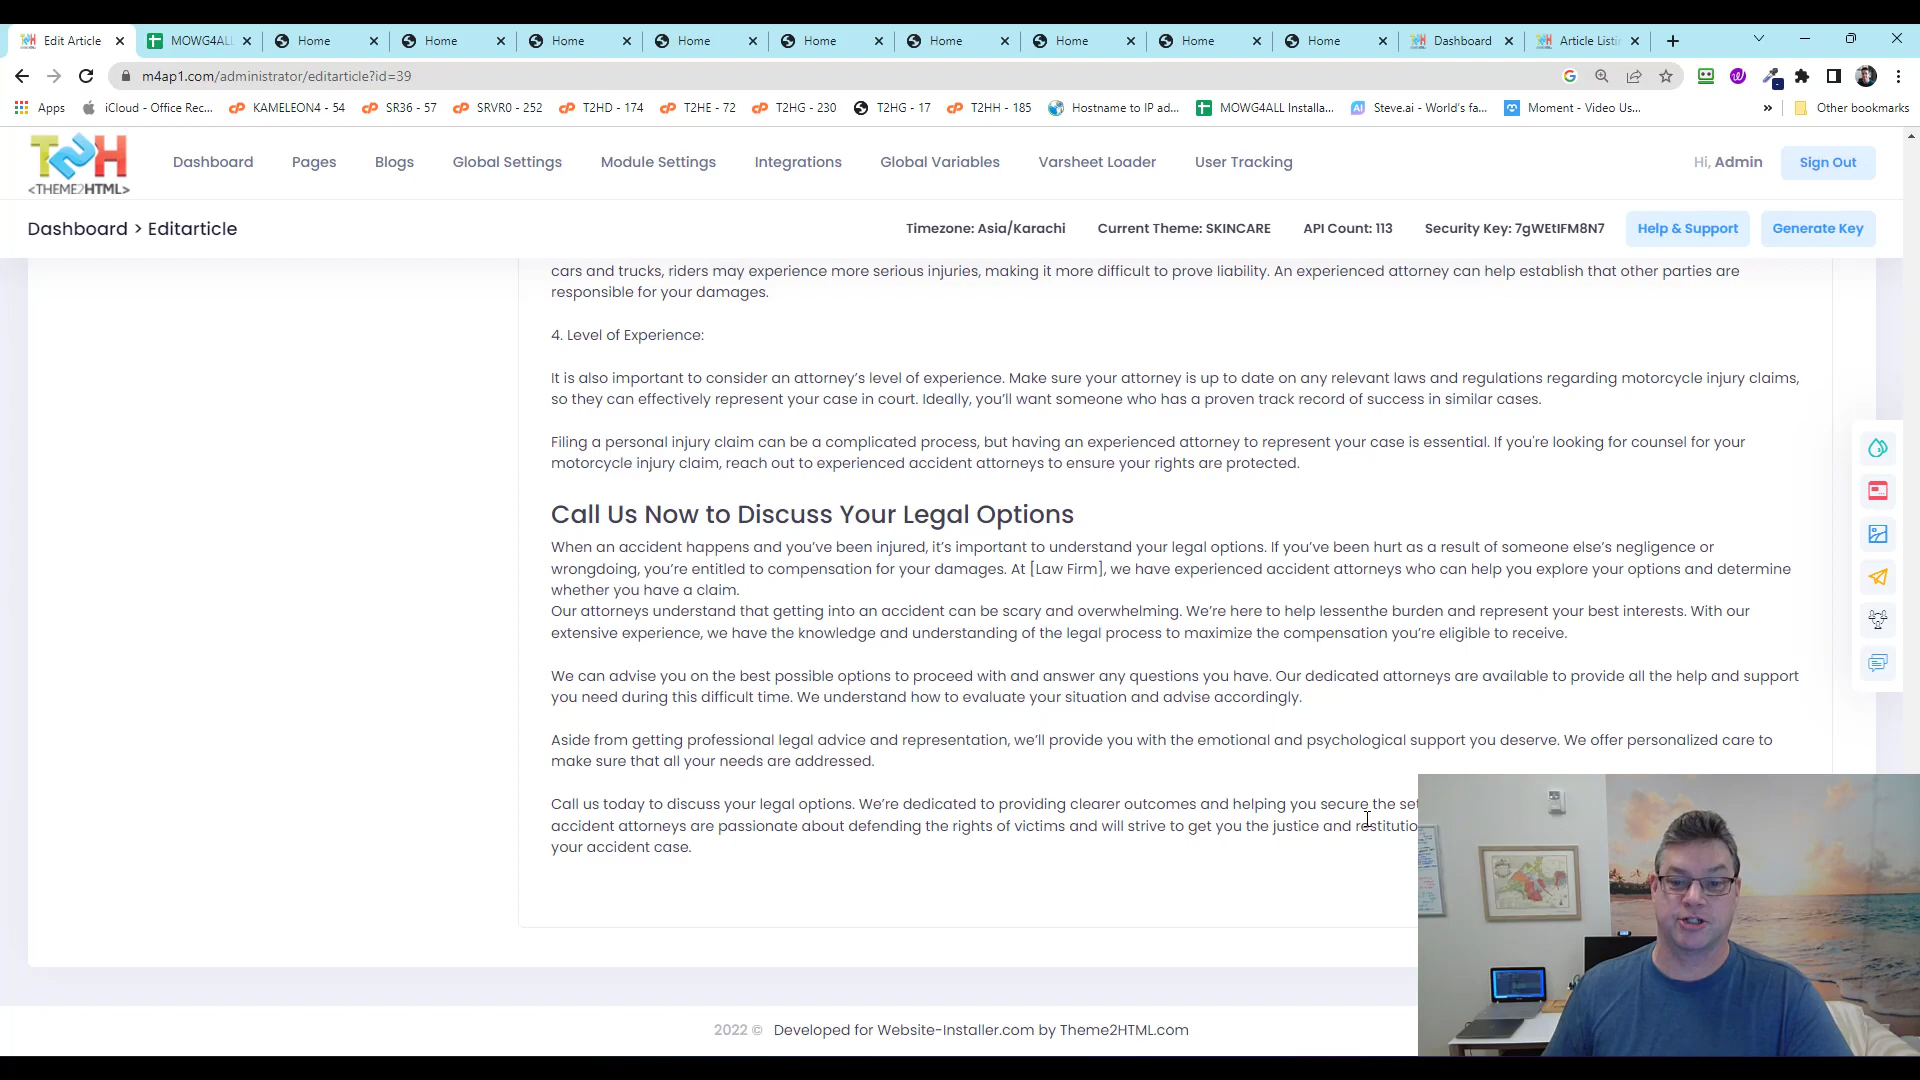 Edit Article
MOWG4ALL
Home
Home
Home
Home
Home
Home
Home
Home
Home
Dashboard
Article Listi
m4ap1.com/administrator/editarticle?id=39
Apps
iCloud - Office Rec...
KAMELEON4 - 54
SR36 - 57
SRVR0 - 252
T2HD - 174
T2HE - 72
T2HG - 230
T2HG - 17
T2HH - 185
Hostname to IP ad...
MOWG4ALL Installa...
Steve.ai - World's fa...
Moment - Video Us...
»
Other bookmarks
T2H
<THEME2HTML>
Dashboard
Pages
Blogs
Global Settings
Module Settings
Integrations
Global Variables
Varsheet Loader
User Tracking
Hi, Admin
Sign Out
Dashboard > Editarticle
Timezone: Asia/Karachi
Current Theme: SKINCARE
API Count: 113
Security Key: 7gWEtIFM8N7
Help & Support
Generate Key
cars and trucks, riders may experience more serious injuries, making it more difficult to prove liability. An experienced attorney can help establish that other parties are
responsible for your damages.
4. Level of Experience:
It is also important to consider an attorney's level of experience. Make sure your attorney is up to date on any relevant laws and regulations regarding motorcycle injury claims,
so they can effectively represent your case in court. Ideally, you'll want someone who has a proven track record of success in similar cases.
Filing a personal injury claim can be a complicated process, but having an experienced attorney to represent your case is essential. If you're looking for counsel for your
motorcycle injury claim, reach out to experienced accident attorneys to ensure your rights are protected.
Call Us Now to Discuss Your Legal Options
When an accident happens and you've been injured, it's important to understand your legal options. If you've been hurt as a result of someone else's negligence or
wrongdoing, you're entitled to compensation for your damages. At [Law Firm], we have experienced accident attorneys who can help you explore your options and determine
whether you have a claim.
Our attorneys understand that getting into an accident can be scary and overwhelming. We're here to help lessenthe burden and represent your best interests. With our
extensive experience, we have the knowledge and understanding of the legal process to maximize the compensation you're eligible to receive.
We can advise you on the best possible options to proceed with and answer any questions you have. Our dedicated attorneys are available to provide all the help and support
you need during this difficult time. We understand how to evaluate your situation and advise accordingly.
Aside from getting professional legal advice and representation, we'll provide you with the emotional and psychological support you deserve. We offer personalized care to
make sure that all your needs are addressed.
Call us today to discuss your legal options. We're dedicated to providing clearer outcomes and helping you secure the set
accident attorneys are passionate about defending the rights of victims and will strive to get you the justice and restitutio
your accident case.
2022 © Developed for Website-Installer.com by Theme2HTML.com